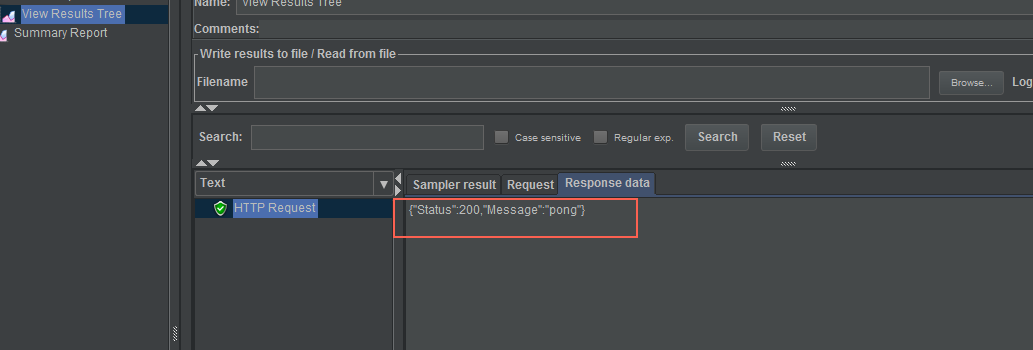 View Results Tree
Summary Report
Name: View Results Tree
Comments:
Write results to file / Read from file
Filename
Browse...
Log
Search:
Case sensitive
Regular exp.
Search
Reset
Text
Sampler result
Request
Response data
HTTP Request
{"Status":200,"Message":"pong"}